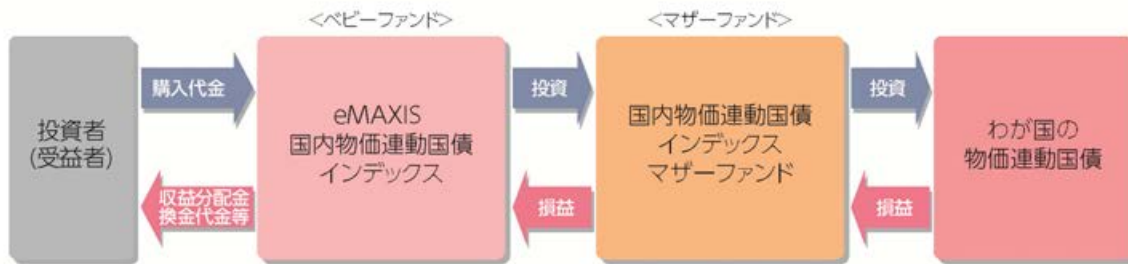 <ベビーファンド>
<マザーファンド>
投資者
(受益者)
購入代金
収益分配金
換金代金等
eMAXIS
国内物価連動国債
インデックス
投資
損益
国内物価連動国債
インデックス
マザーファンド
投資
損益
わが国の
物価連動国債